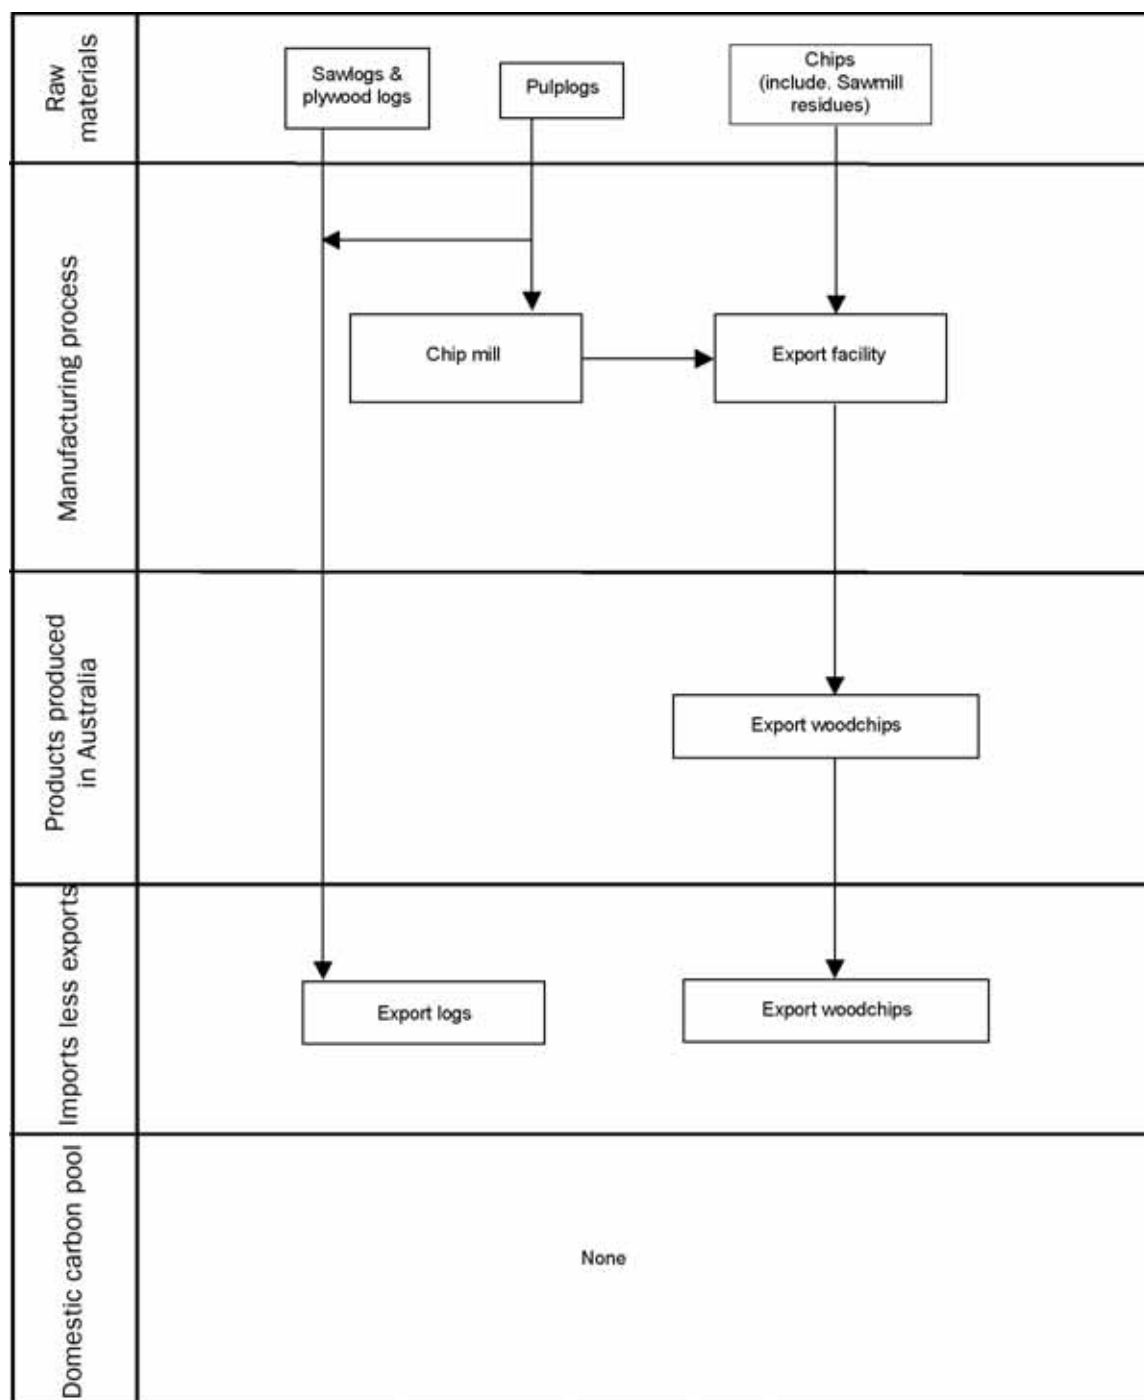 Raw
materials
Sawlogs &
plywood logs
Pulplogs
Chips
(include. Sawmill
residues)
Manufacturing process
Chip mill
Export facility
Products produced
in Australia
Export woodchips
Imports less exports
Export logs
Export woodchips
Domestic carbon pool
None